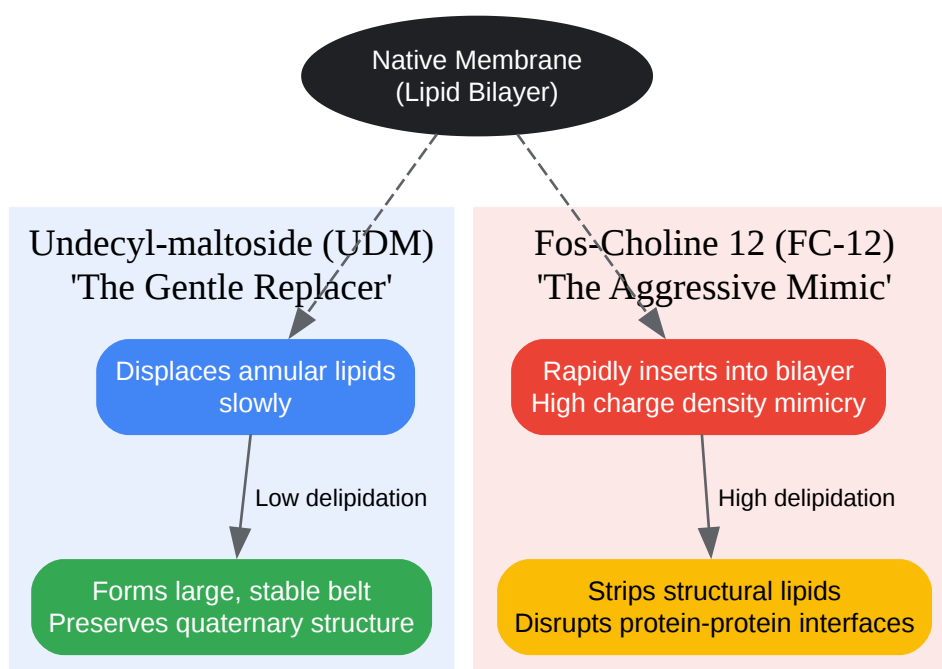 Native Membrane
(Lipid Bilayer)
Undecyl-maltoside (UDM)
'The Gentle Replacer'
Displaces annular lipids
slowly
Low delipidation
Forms large, stable belt
Preserves quaternary structure
Fos-Choline 12 (FC-12)
'The Aggressive Mimic'
Rapidly inserts into bilayer
High charge density mimicry
High delipidation
Strips structural lipids
Disrupts protein-protein interfaces